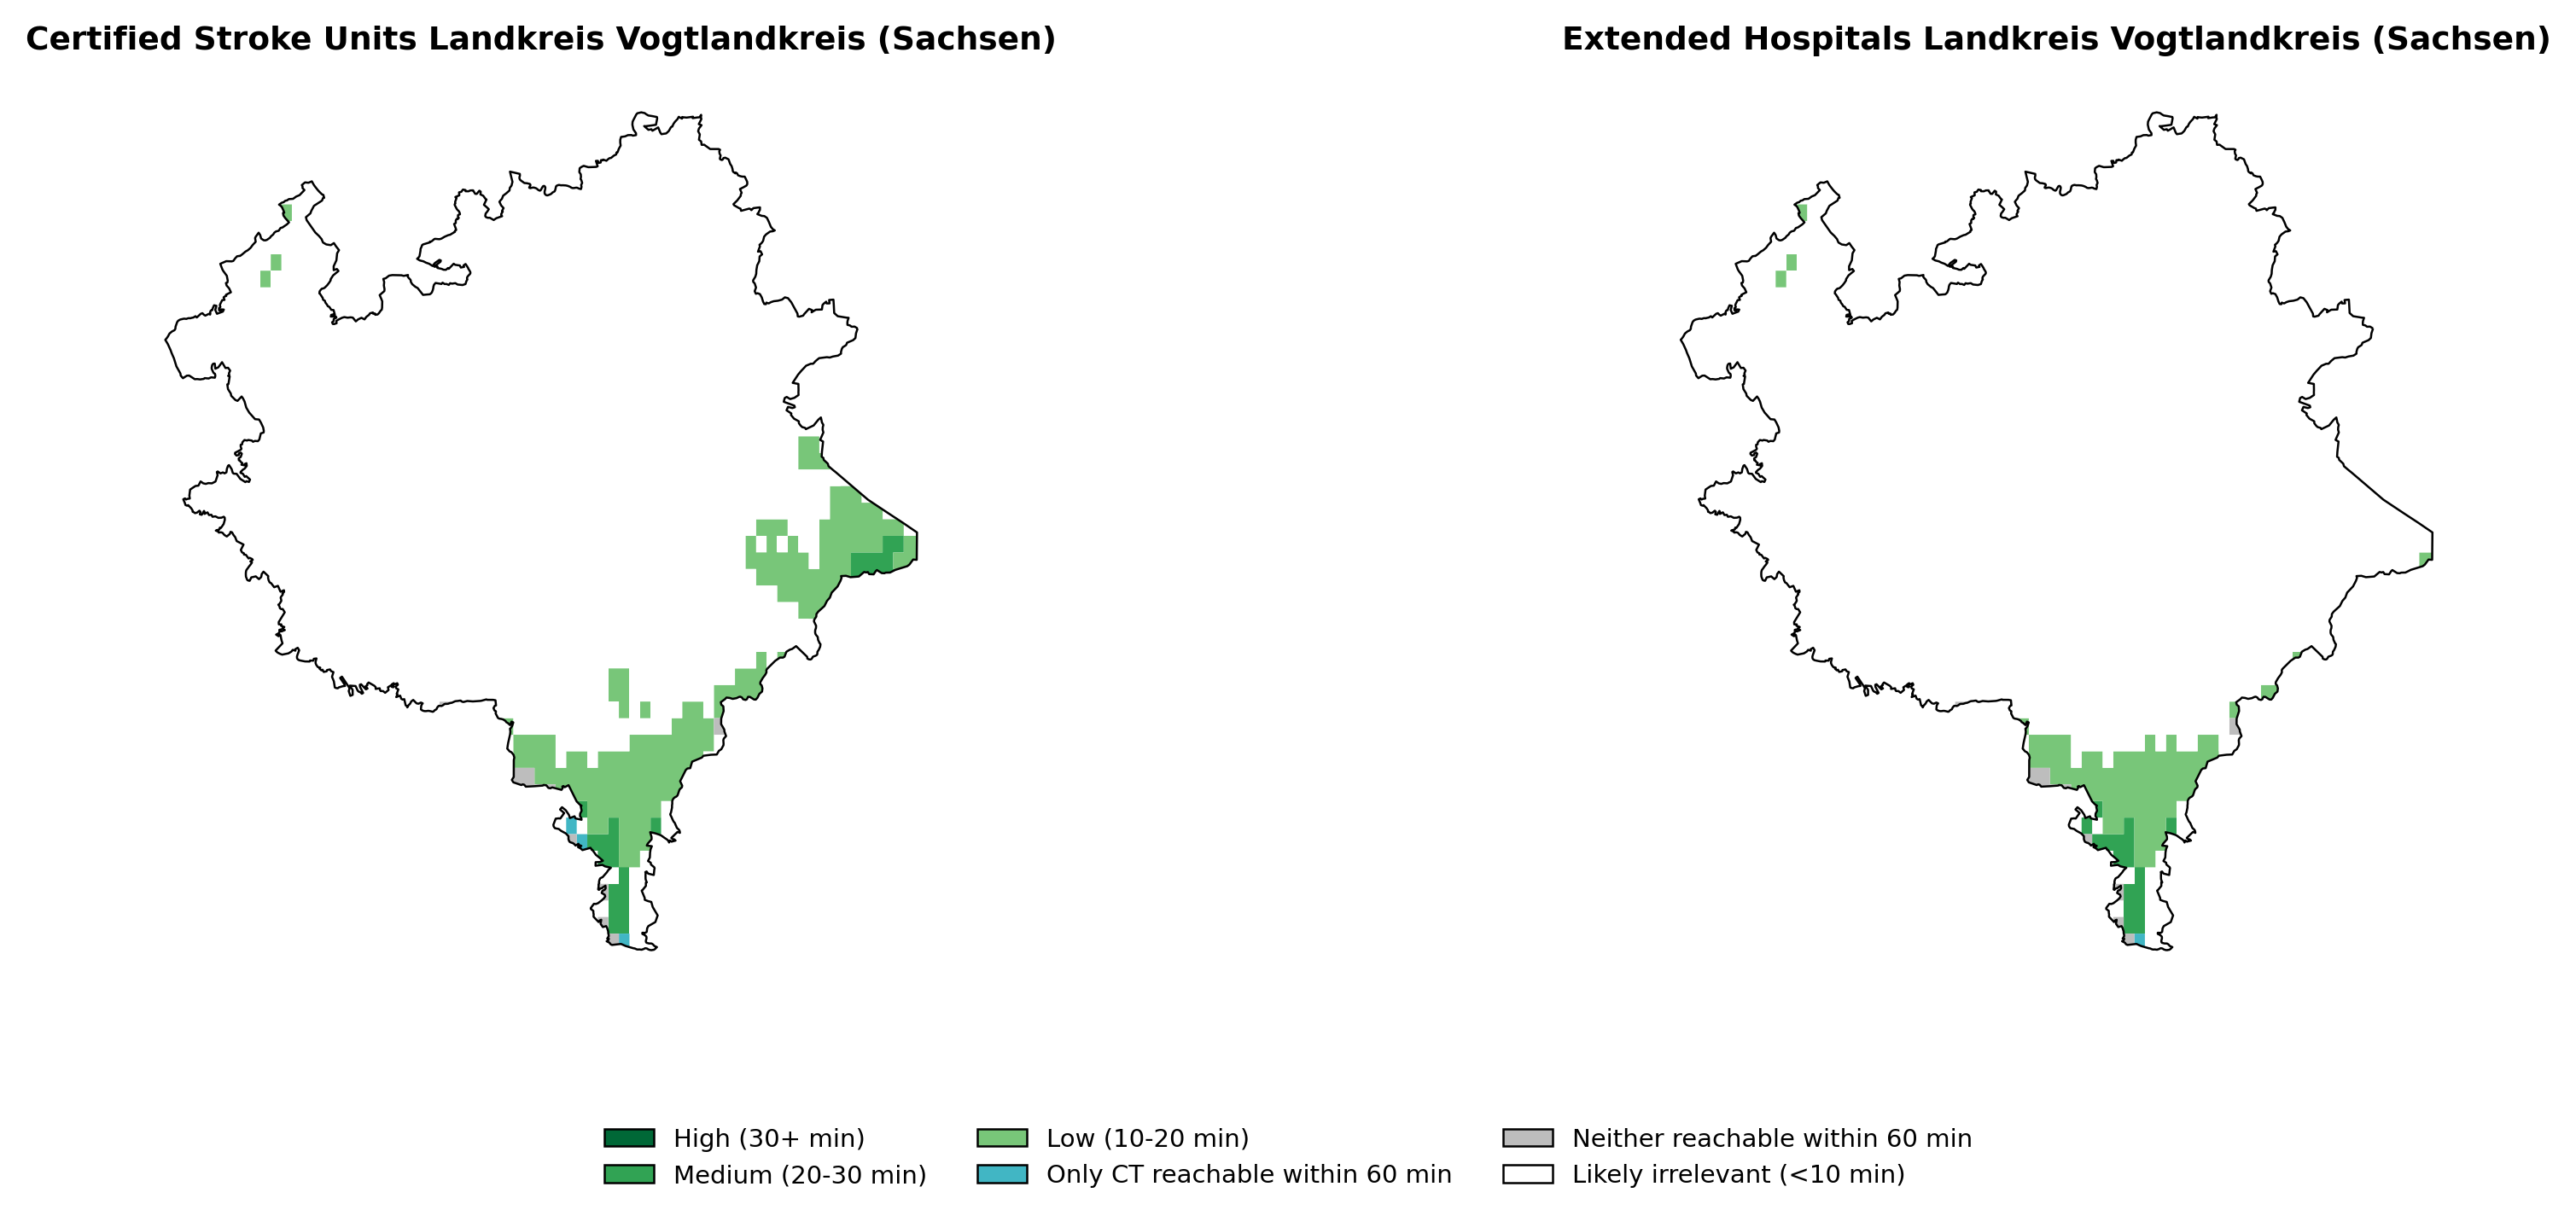 Certified Stroke Units Landkreis Vogtlandkreis (Sachsen)
Extended Hospitals Landkreis Vogtlandkreis (Sachsen)
High (30+ min)
Medium (20-30 min)
Low (10-20 min)
Only CT reachable within 60 min
Neither reachable within 60 min
Likely irrelevant (<10 min)